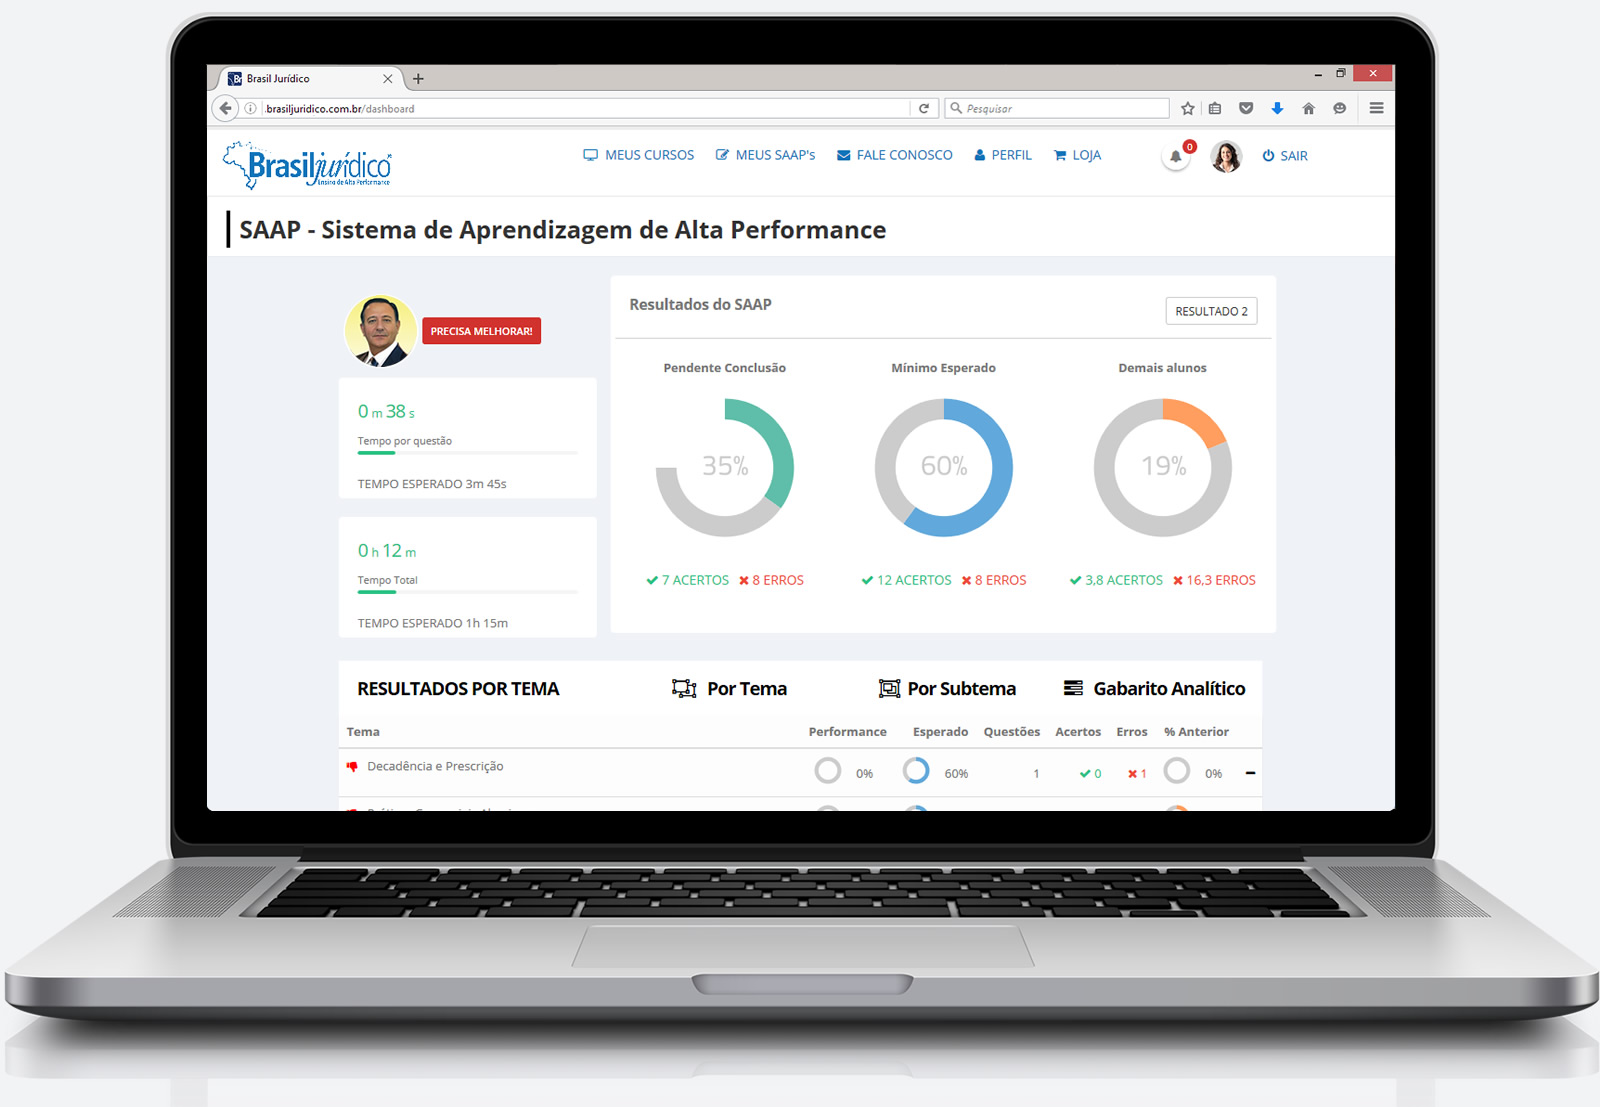 Brasil Jurídico
.brasiljuridico.com.br/dashboard
Pesquisar
Brasil jurídico
Ensino de Alta Performance
MEUS CURSOS
MEUS SAAP's
FALE CONOSCO
PERFIL
LOJA
0
SAIR
SAAP - Sistema de Aprendizagem de Alta Performance
PRECISA MELHORAR!
0 m 38 s
Tempo por questão
TEMPO ESPERADO 3m 45s
0 h 12 m
Tempo Total
TEMPO ESPERADO 1h 15m
Resultados do SAAP
RESULTADO 2
Pendente Conclusão
Mínimo Esperado
Demais alunos
35%
60%
19%
7 ACERTOS 8 ERROS
12 ACERTOS 8 ERROS
3,8 ACERTOS 16,3 ERROS
RESULTADOS POR TEMA
Por Tema
Por Subtema
Gabarito Analítico
Tema Performance Esperado Questões Acertos Erros % Anterior
Decadência e Prescrição 0% 60% 1 0 1 0%